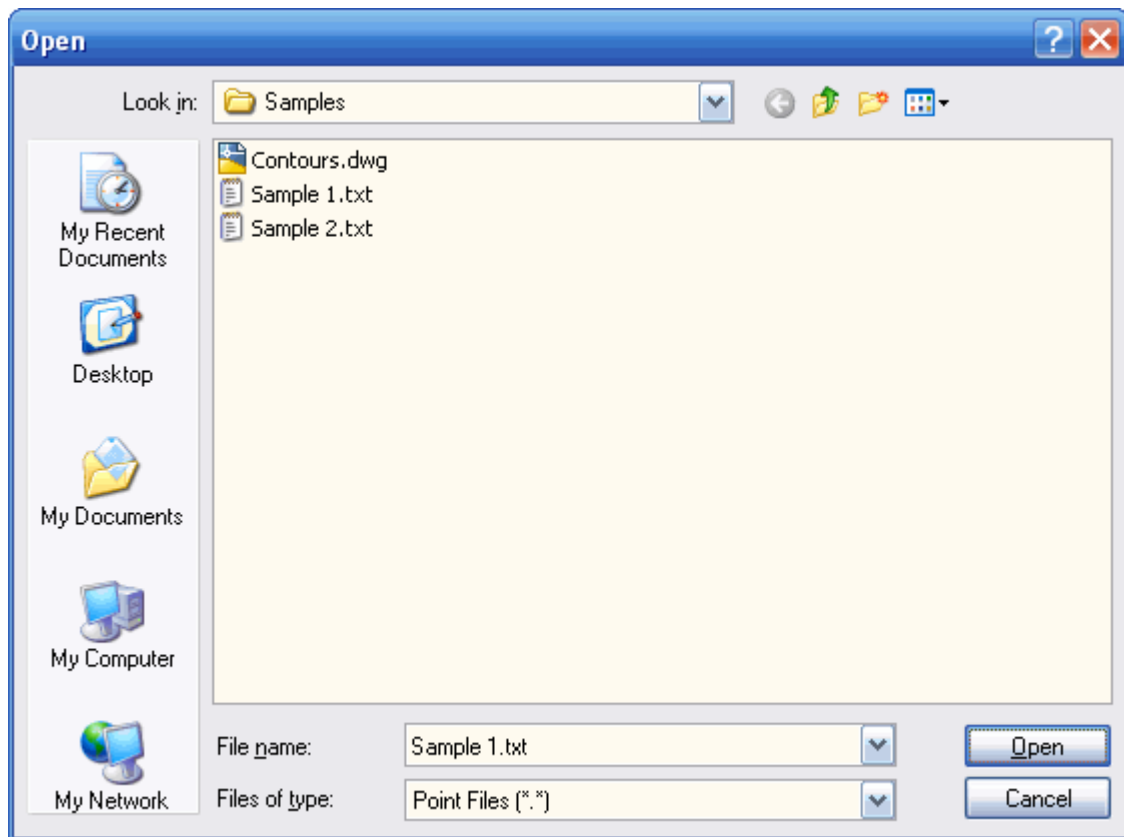 Open
Look in: Samples
Contours.dwg
Sample 1.txt
Sample 2.txt
My Recent
Documents
Desktop
My Documents
My Computer
My Network
File name: Sample 1.txt Open
Files of type: Point Files (*.*) Cancel